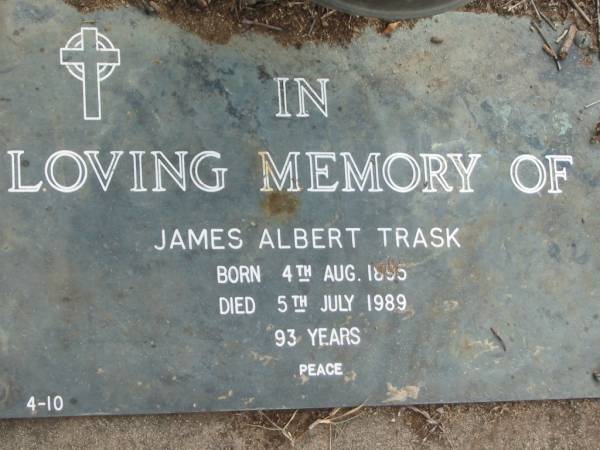 IN
LOVING MEMORY OF
JAMES ALBERT TRASK
BORN 4TH AUG. 1895
DIED 5TH JULY 1989
93 YEARS
PEACE
4-10